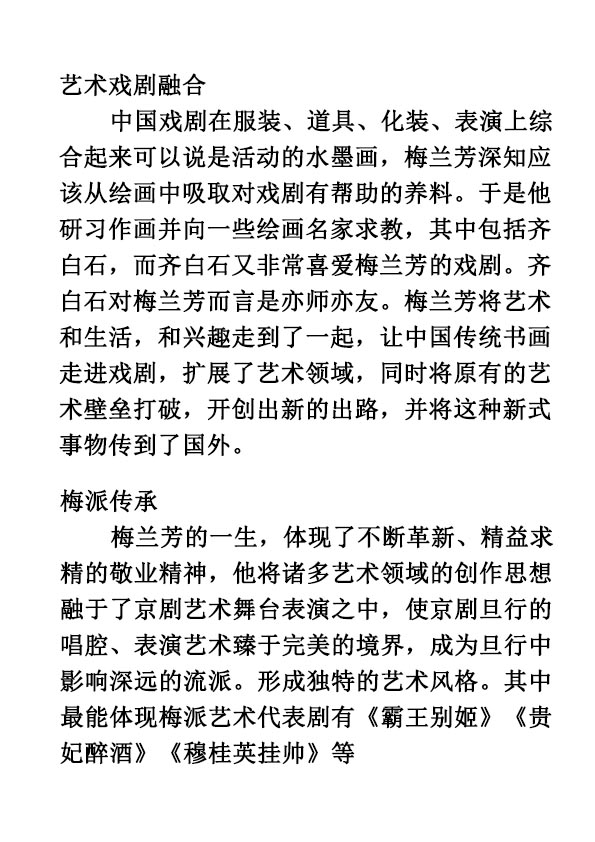 艺术戏剧融合
中国戏剧在服装、道具、化装、表演上综
合起来可以说是活动的水墨画，梅兰芳深知应
该从绘画中吸取对戏剧有帮助的养料。于是他
研习作画并向一些绘画名家求教，其中包括齐
白石，而齐白石又非常喜爱梅兰芳的戏剧。齐
白石对梅兰芳而言是亦师亦友。梅兰芳将艺术
和生活，和兴趣走到了一起，让中国传统书画
走进戏剧，扩展了艺术领域，同时将原有的艺
术壁垒打破，开创出新的出路，并将这种新式
事物传到了国外。
梅派传承
梅兰芳的一生，体现了不断革新、精益求
精的敬业精神，他将诸多艺术领域的创作思想
融于了京剧艺术舞台表演之中，使京剧旦行的
唱腔、表演艺术臻于完美的境界，成为旦行中
影响深远的流派。形成独特的艺术风格。其中
最能体现梅派艺术代表剧有《霸王别姬》《贵
妃醉酒》《穆桂英挂帅》等